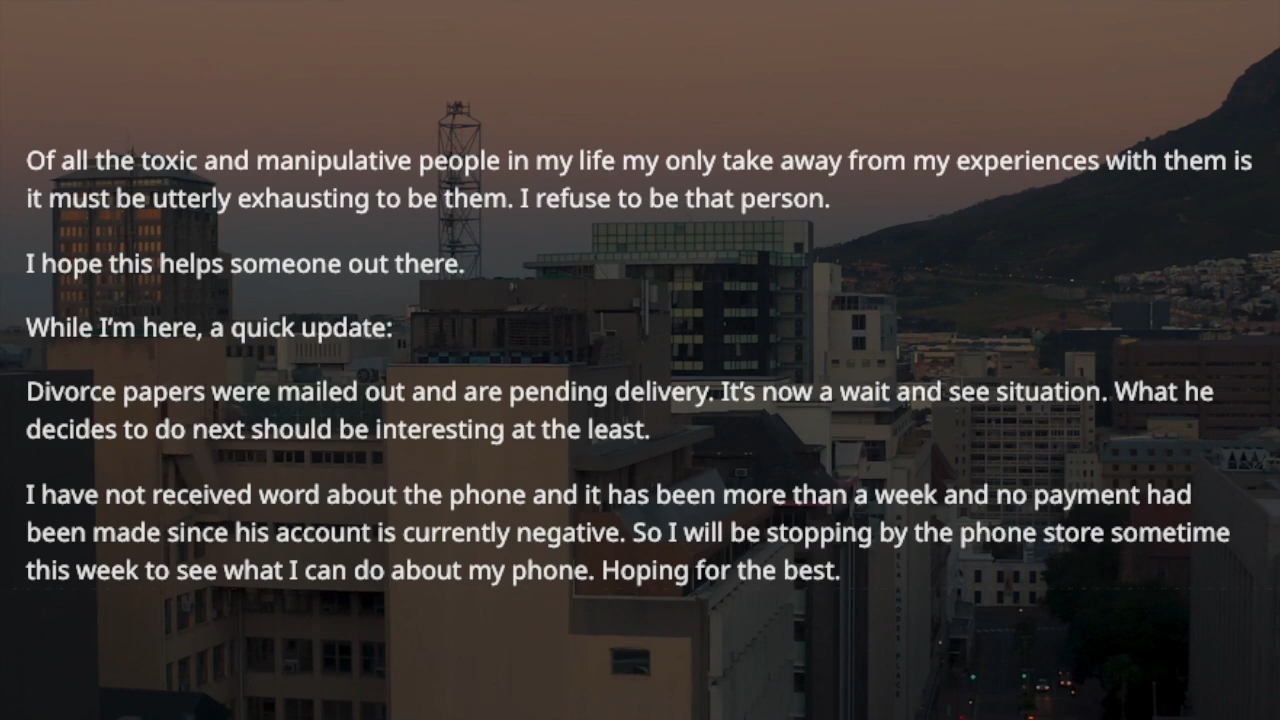 Of all the toxic and manipulative people in my life my only take away from my experiences with them is
it must be utterly exhausting to be them. I refuse to be that person.
I hope this helps someone out there.
While I’m here, a quick update:
Divorce papers were mailed out and are pending delivery. It’s now a wait and see situation. What he
decides to do next should be interesting at the least.
I have not received word about the phone and it has been more than a week and no payment had
been made since his account is currently negative. So I will be stopping by the phone store sometime
this week to see what I can do about my phone. Hoping for the best.